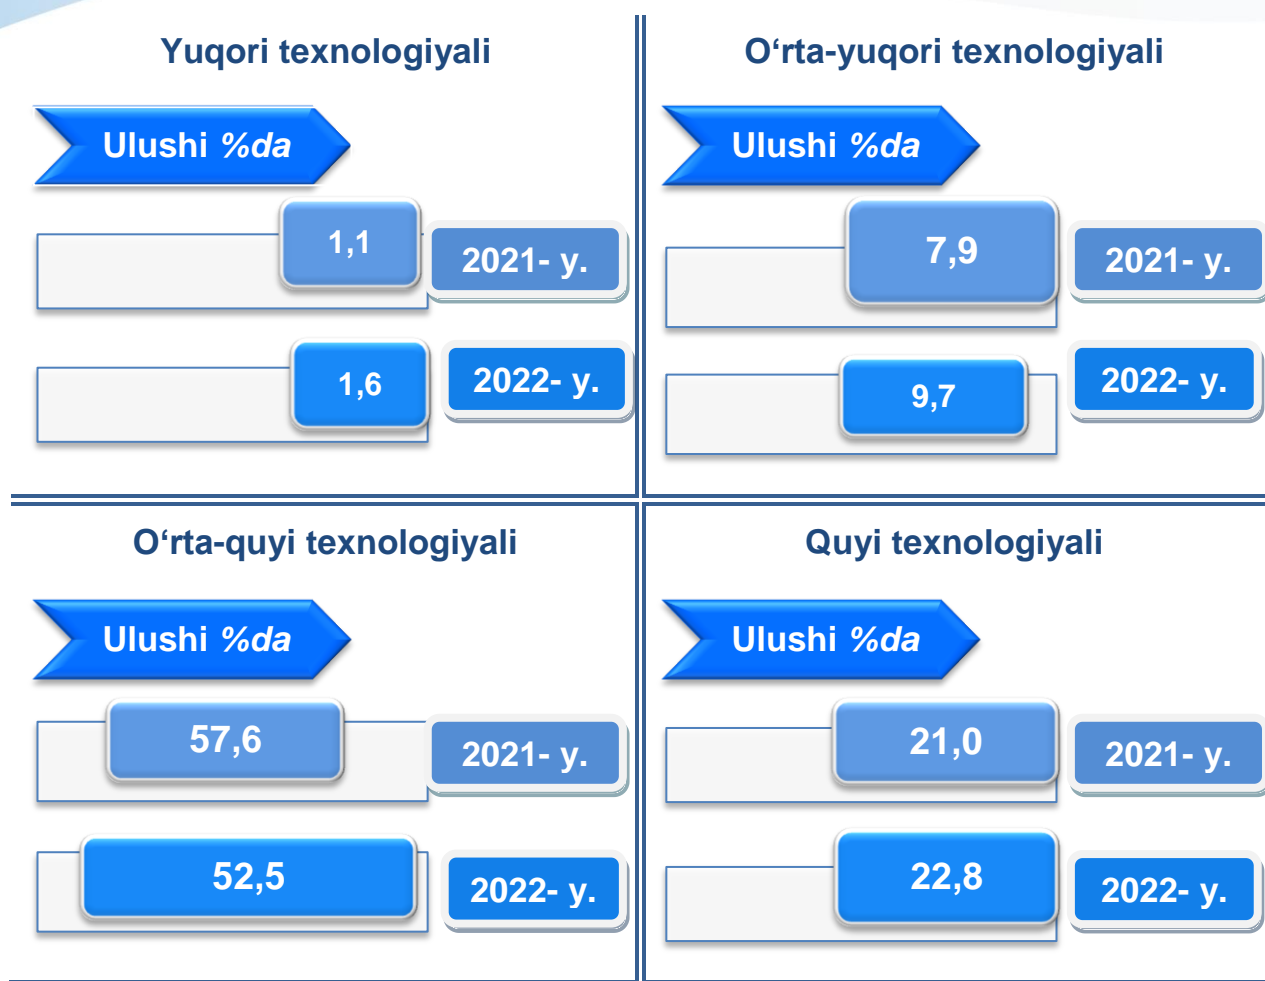 Yuqori texnologiyali
Ulushi %da
1,1
2021- y.
1,6
2022- y.
O‘rta-yuqori texnologiyali
Ulushi %da
7,9
2021- y.
9,7
2022- y.
O‘rta-quyi texnologiyali
Ulushi %da
57,6
2021- y.
52,5
2022- y.
Quyi texnologiyali
Ulushi %da
21,0
2021- y.
22,8
2022- y.